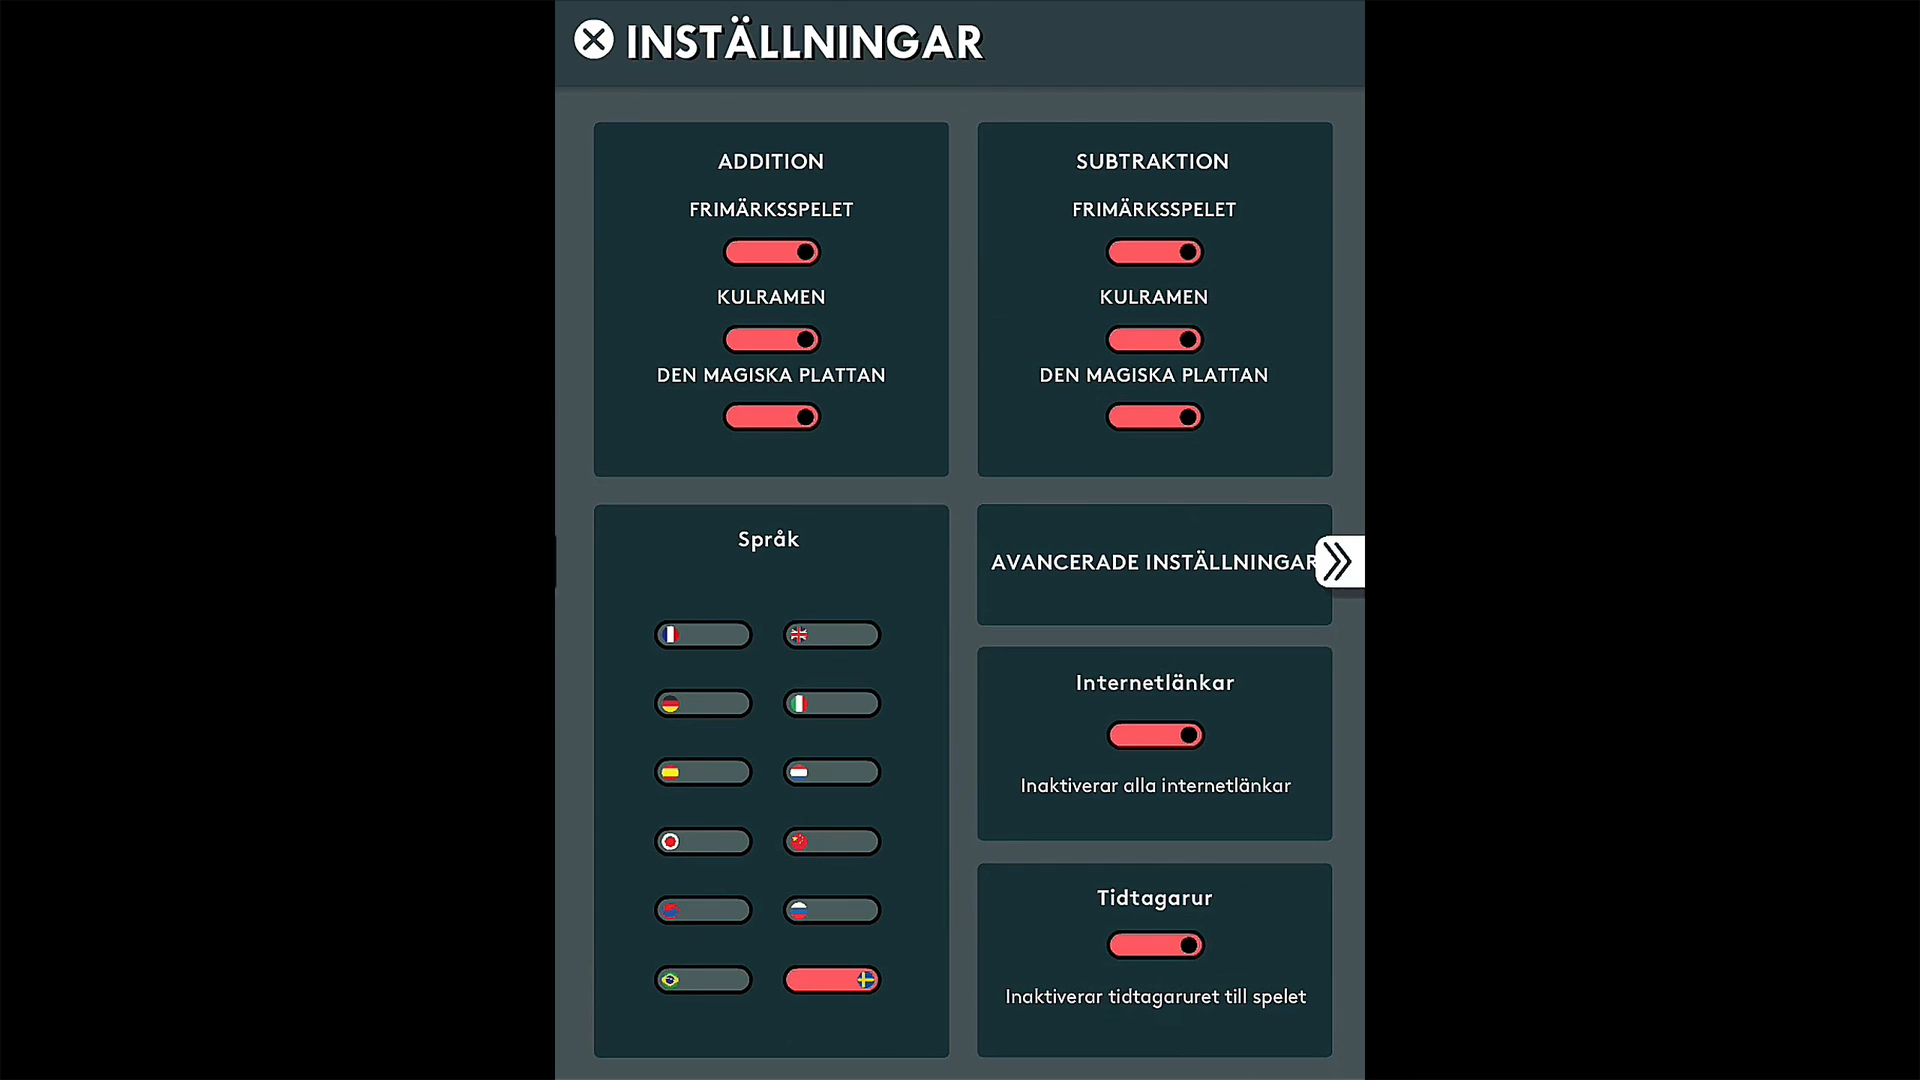 INSTÄLLNINGAR
ADDITION
FRIMÄRKSSPELET
KULRAMEN
DEN MAGISKA PLATTAN
SUBTRAKTION
FRIMÄRKSSPELET
KULRAMEN
DEN MAGISKA PLATTAN
Språk
AVANCERADE INSTÄLLNINGAR
Internetlänkar
Inaktiverar alla internetlänkar
Tidtagarur
Inaktiverar tidtagaruret till spelet